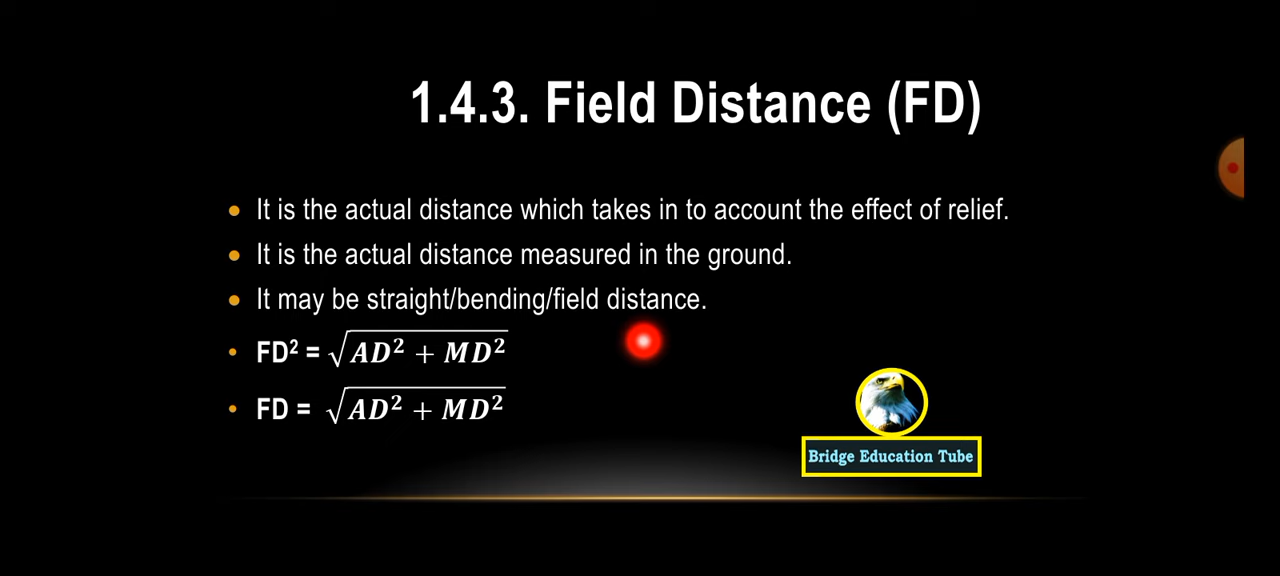 1.4.3. Field Distance (FD)
It is the actual distance which takes in to account the effect of relief.
It is the actual distance measured in the ground.
It may be straight/bending/field distance.
FD² = √AD² + MD²
FD = √AD² + MD²
Bridge Education Tube